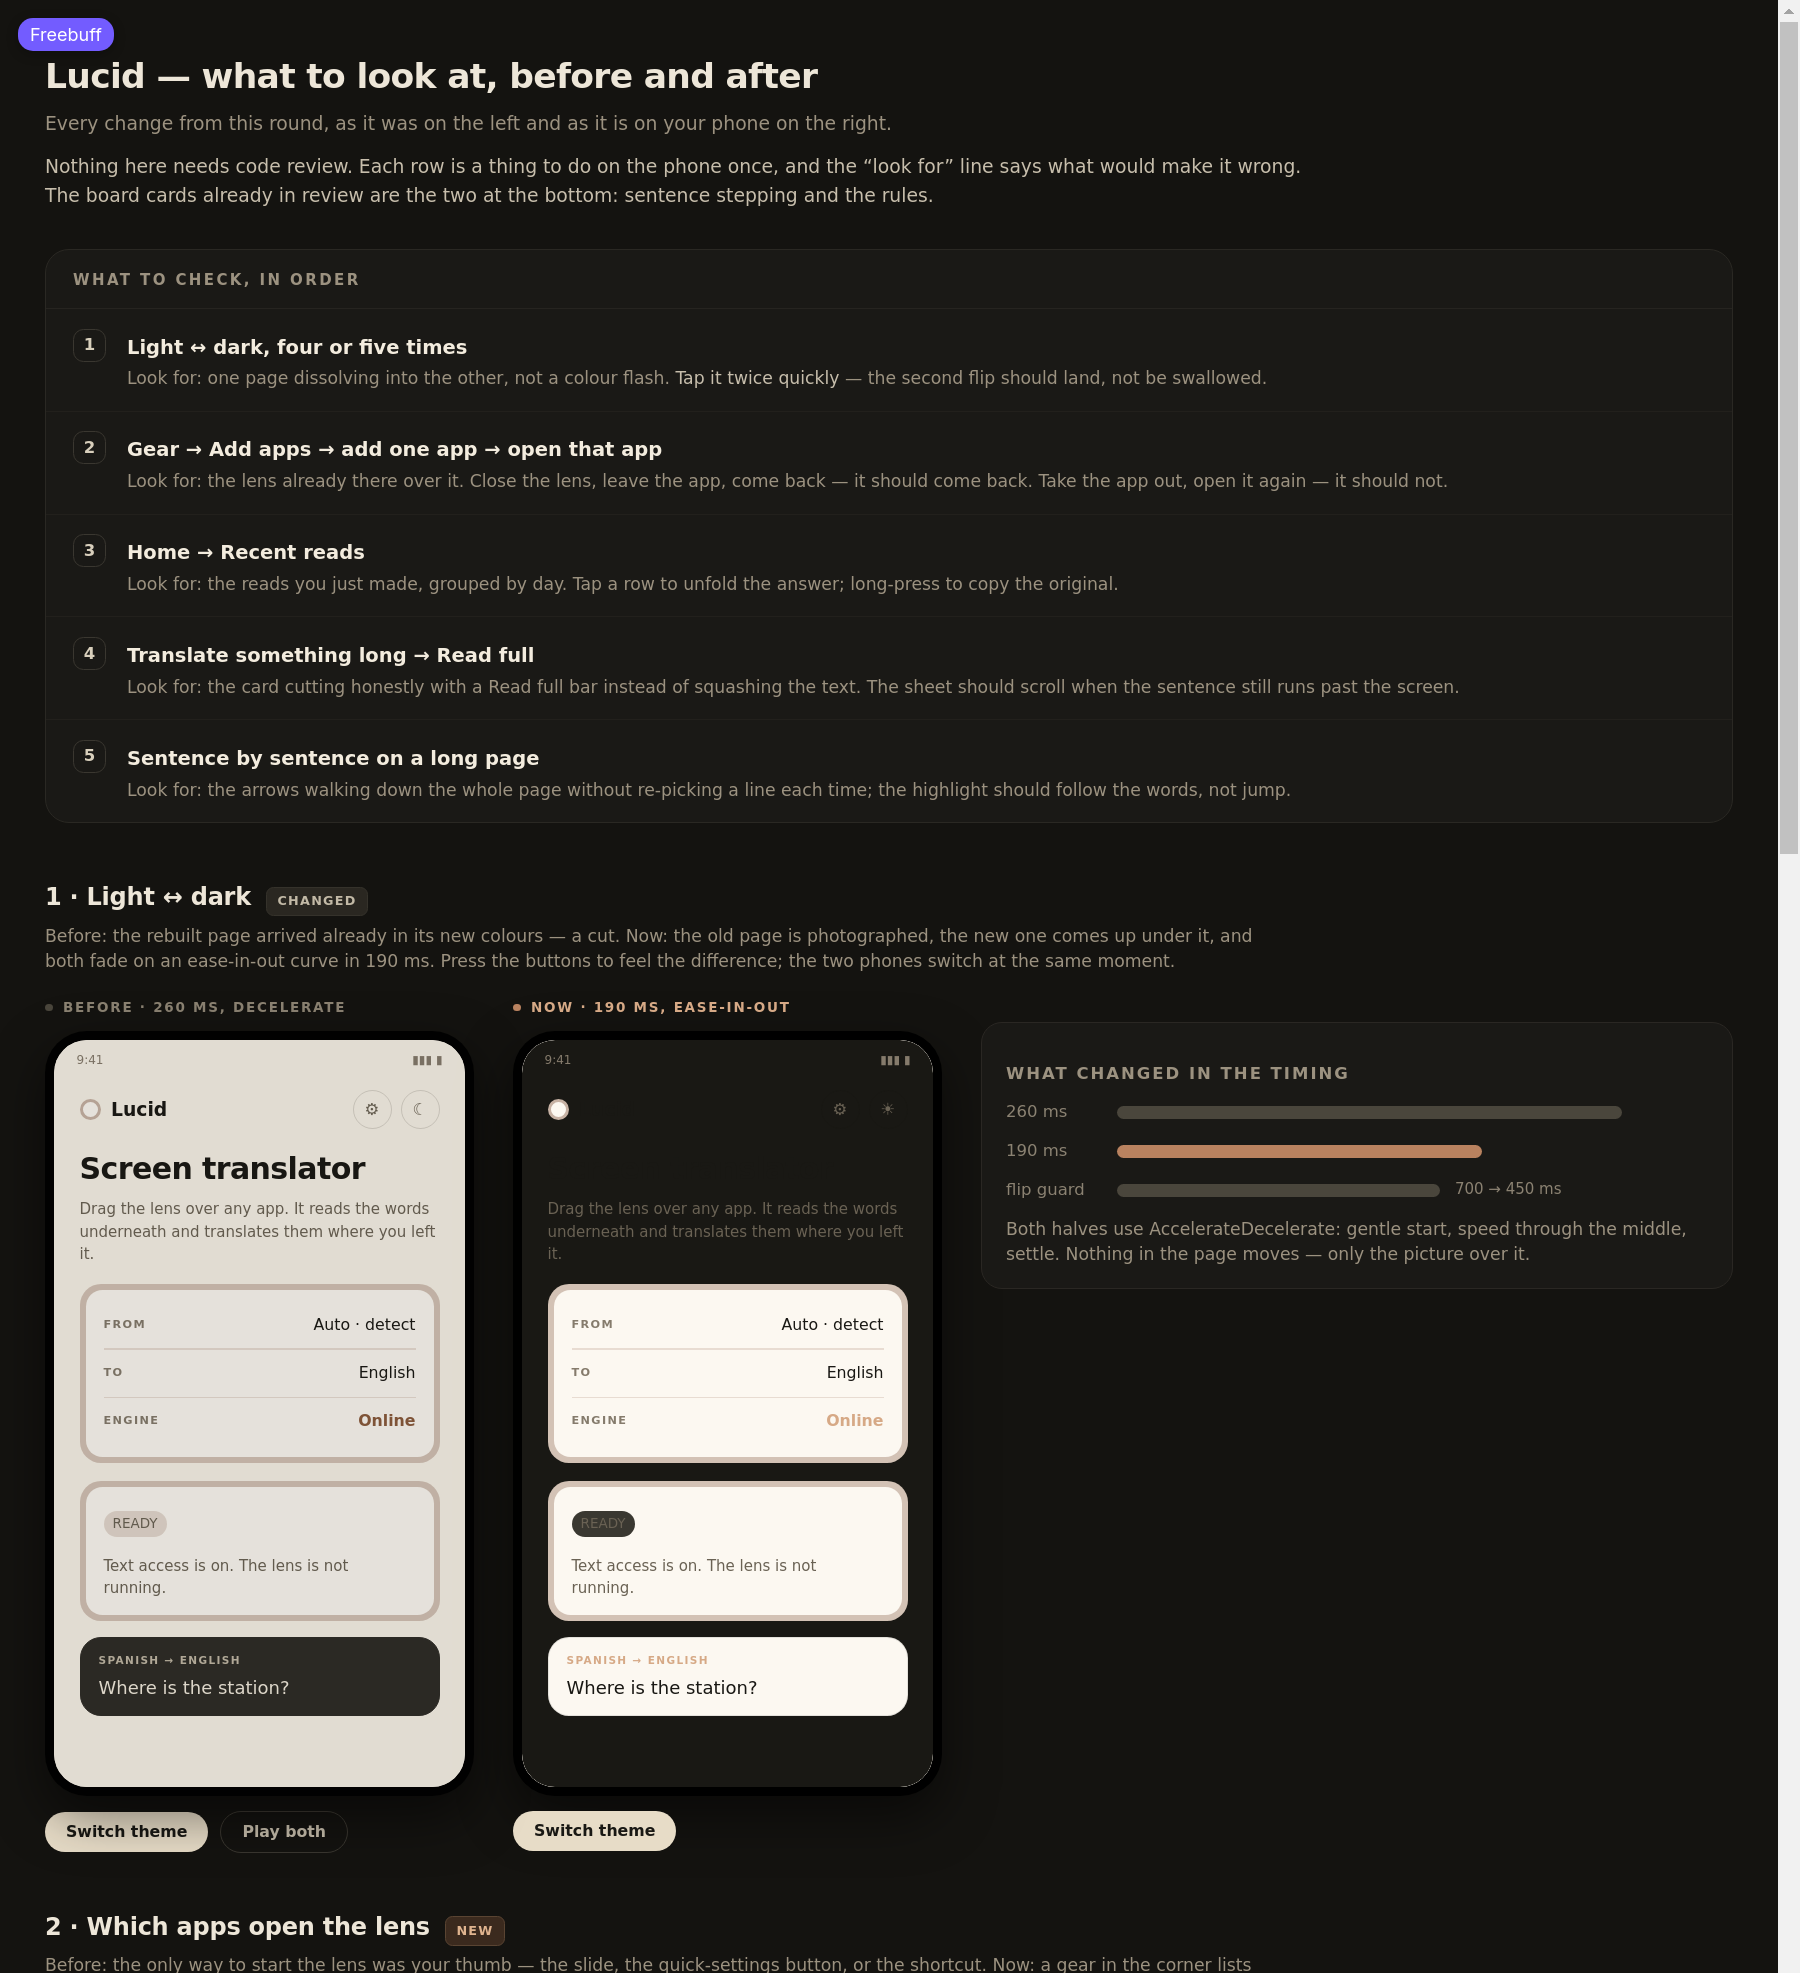 Freebuff
Lucid — what to look at, before and after
Every change from this round, as it was on the left and as it is on your phone on the right.
Nothing here needs code review. Each row is a thing to do on the phone once, and the “look for” line says what would make it wrong.
The board cards already in review are the two at the bottom: sentence stepping and the rules.
WHAT TO CHECK, IN ORDER
1
Light ↔ dark, four or five times
Look for: one page dissolving into the other, not a colour flash. Tap it twice quickly — the second flip should land, not be swallowed.
2
Gear → Add apps → add one app → open that app
Look for: the lens already there over it. Close the lens, leave the app, come back — it should come back. Take the app out, open it again — it should not.
3
Home → Recent reads
Look for: the reads you just made, grouped by day. Tap a row to unfold the answer; long-press to copy the original.
4
Translate something long → Read full
Look for: the card cutting honestly with a Read full bar instead of squashing the text. The sheet should scroll when the sentence still runs past the screen.
5
Sentence by sentence on a long page
Look for: the arrows walking down the whole page without re-picking a line each time; the highlight should follow the words, not jump.
1 · Light ↔ dark CHANGED
Before: the rebuilt page arrived already in its new colours — a cut. Now: the old page is photographed, the new one comes up under it, and
both fade on an ease-in-out curve in 190 ms. Press the buttons to feel the difference; the two phones switch at the same moment.
BEFORE · 260 MS, DECELERATE
9:41
Lucid
Screen translator
Drag the lens over any app. It reads the words
underneath and translates them where you left
it.
FROM Auto · detect
TO English
ENGINE Online
READY
Text access is on. The lens is not
running.
SPANISH → ENGLISH
Where is the station?
Switch theme Play both
NOW · 190 MS, EASE-IN-OUT
9:41
Drag the lens over any app. It reads the words
underneath and translates them where you left
it.
FROM Auto · detect
TO English
ENGINE Online
READY
Text access is on. The lens is not
running.
SPANISH → ENGLISH
Where is the station?
Switch theme
WHAT CHANGED IN THE TIMING
260 ms
190 ms
flip guard 700 → 450 ms
Both halves use AccelerateDecelerate: gentle start, speed through the middle,
settle. Nothing in the page moves — only the picture over it.
2 · Which apps open the lens NEW
Before: the only way to start the lens was your thumb — the slide, the quick-settings button, or the shortcut. Now: a gear in the corner lists